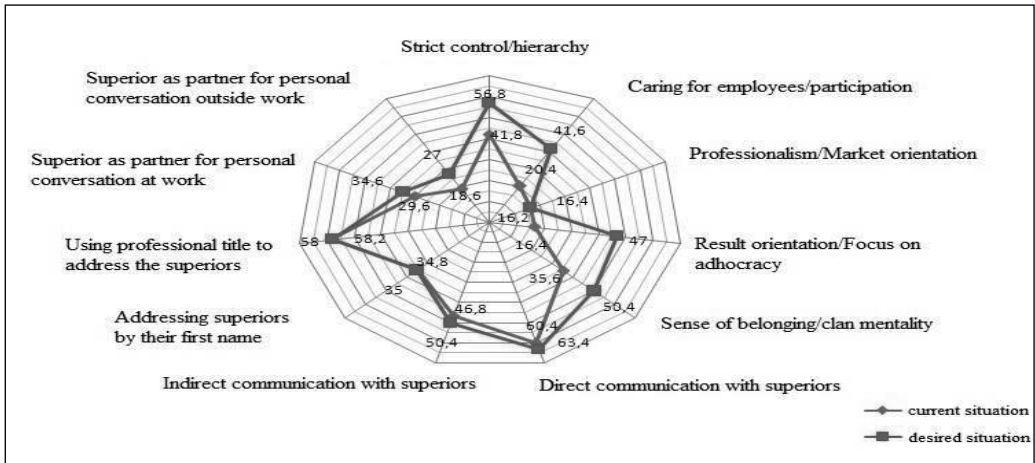 Strict control/hierarchy
Superior as partner for personal
conversation outside work
Caring for employees/participation
56,8
41,8
41,6
27
20,4
Superior as partner for personal
conversation at work
Professionalism/Market orientation
34,6
29,6
18,6
16,4
16,2
Using professional title to
address the superiors
58
58,2
16,4
47
Result orientation/Focus on
adhocracy
34,8
35
35,6
50,4
Addressing superiors
by their first name
46,8
50,4
60,4
63,4
Sense of belonging/clan mentality
Indirect communication with superiors
Direct communication with superiors
current situation
desired situation